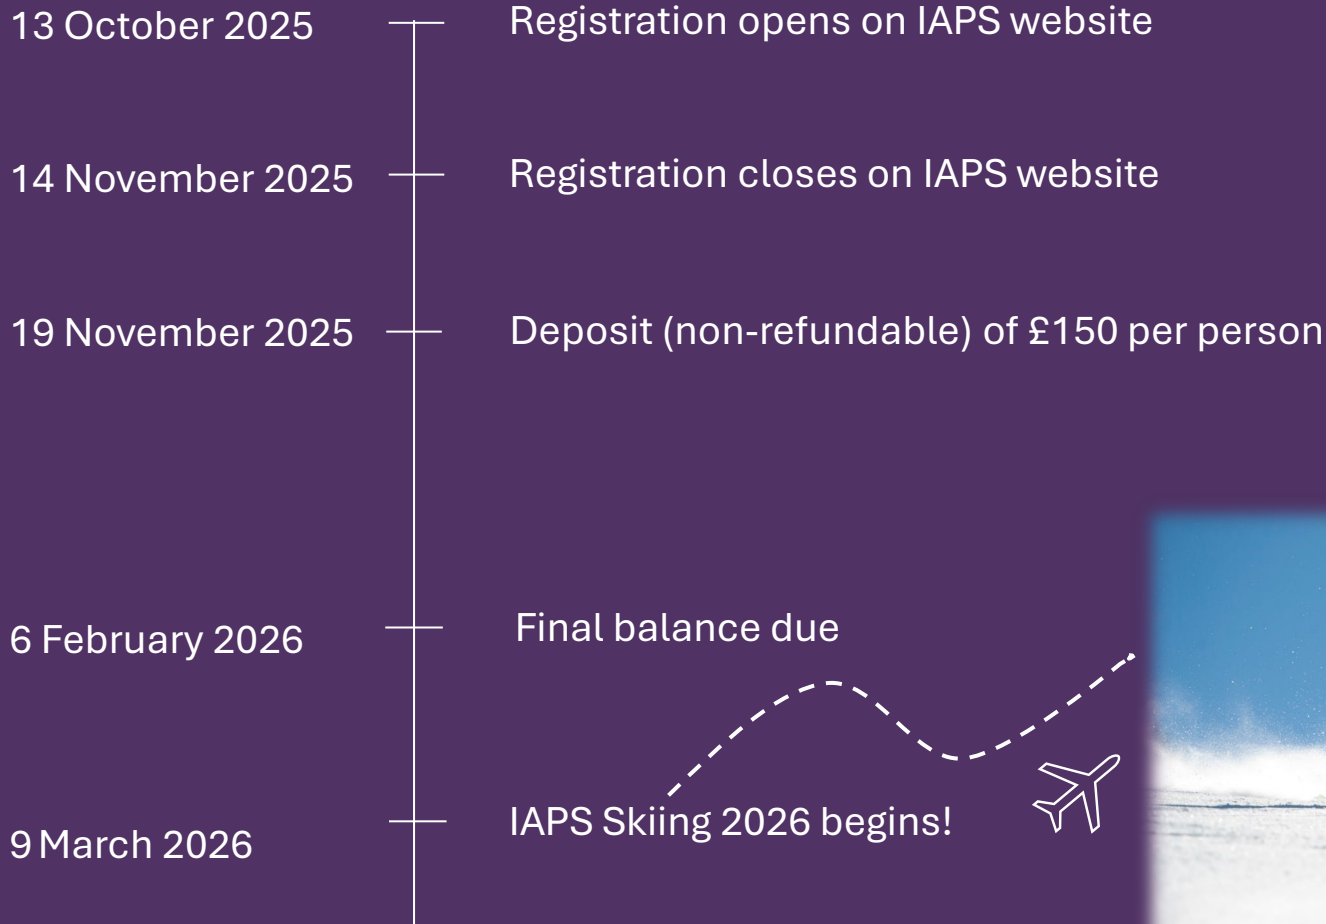 13 October 2025
Registration opens on IAPS website
14 November 2025
Registration closes on IAPS website
19 November 2025
Deposit (non-refundable) of £150 per person
6 February 2026
Final balance due
9 March 2026
IAPS Skiing 2026 begins!